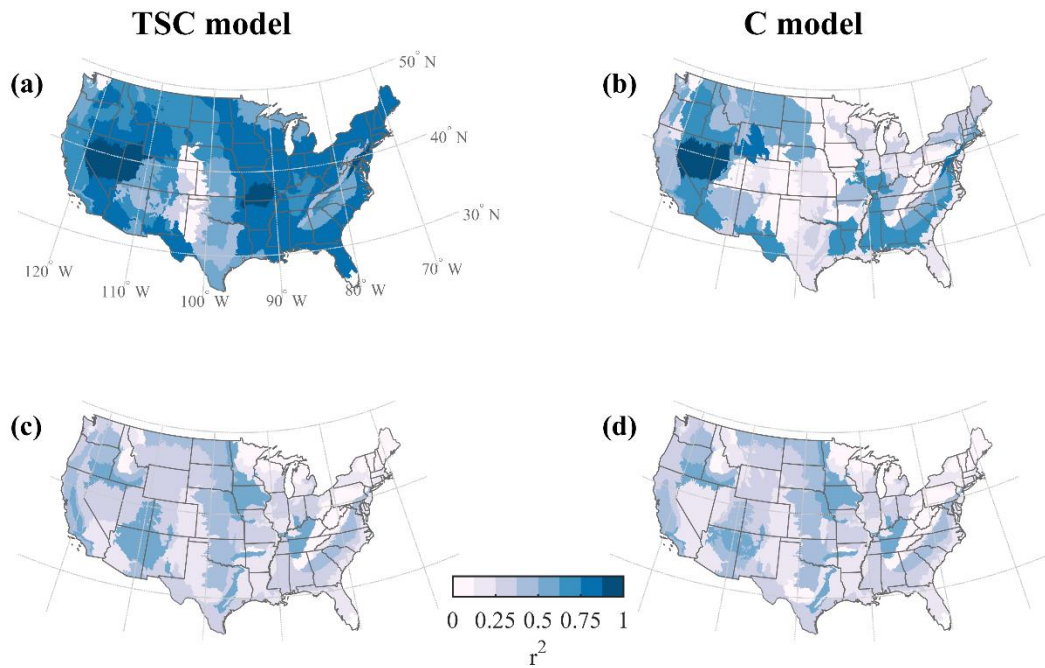 TSC model
C model
(a)
50° N
40° N
30° N
120° W
110° W
100° W
90° W
80° W
70° W
(b)
(c)
(d)
0 0.25 0.5 0.75 1
r²